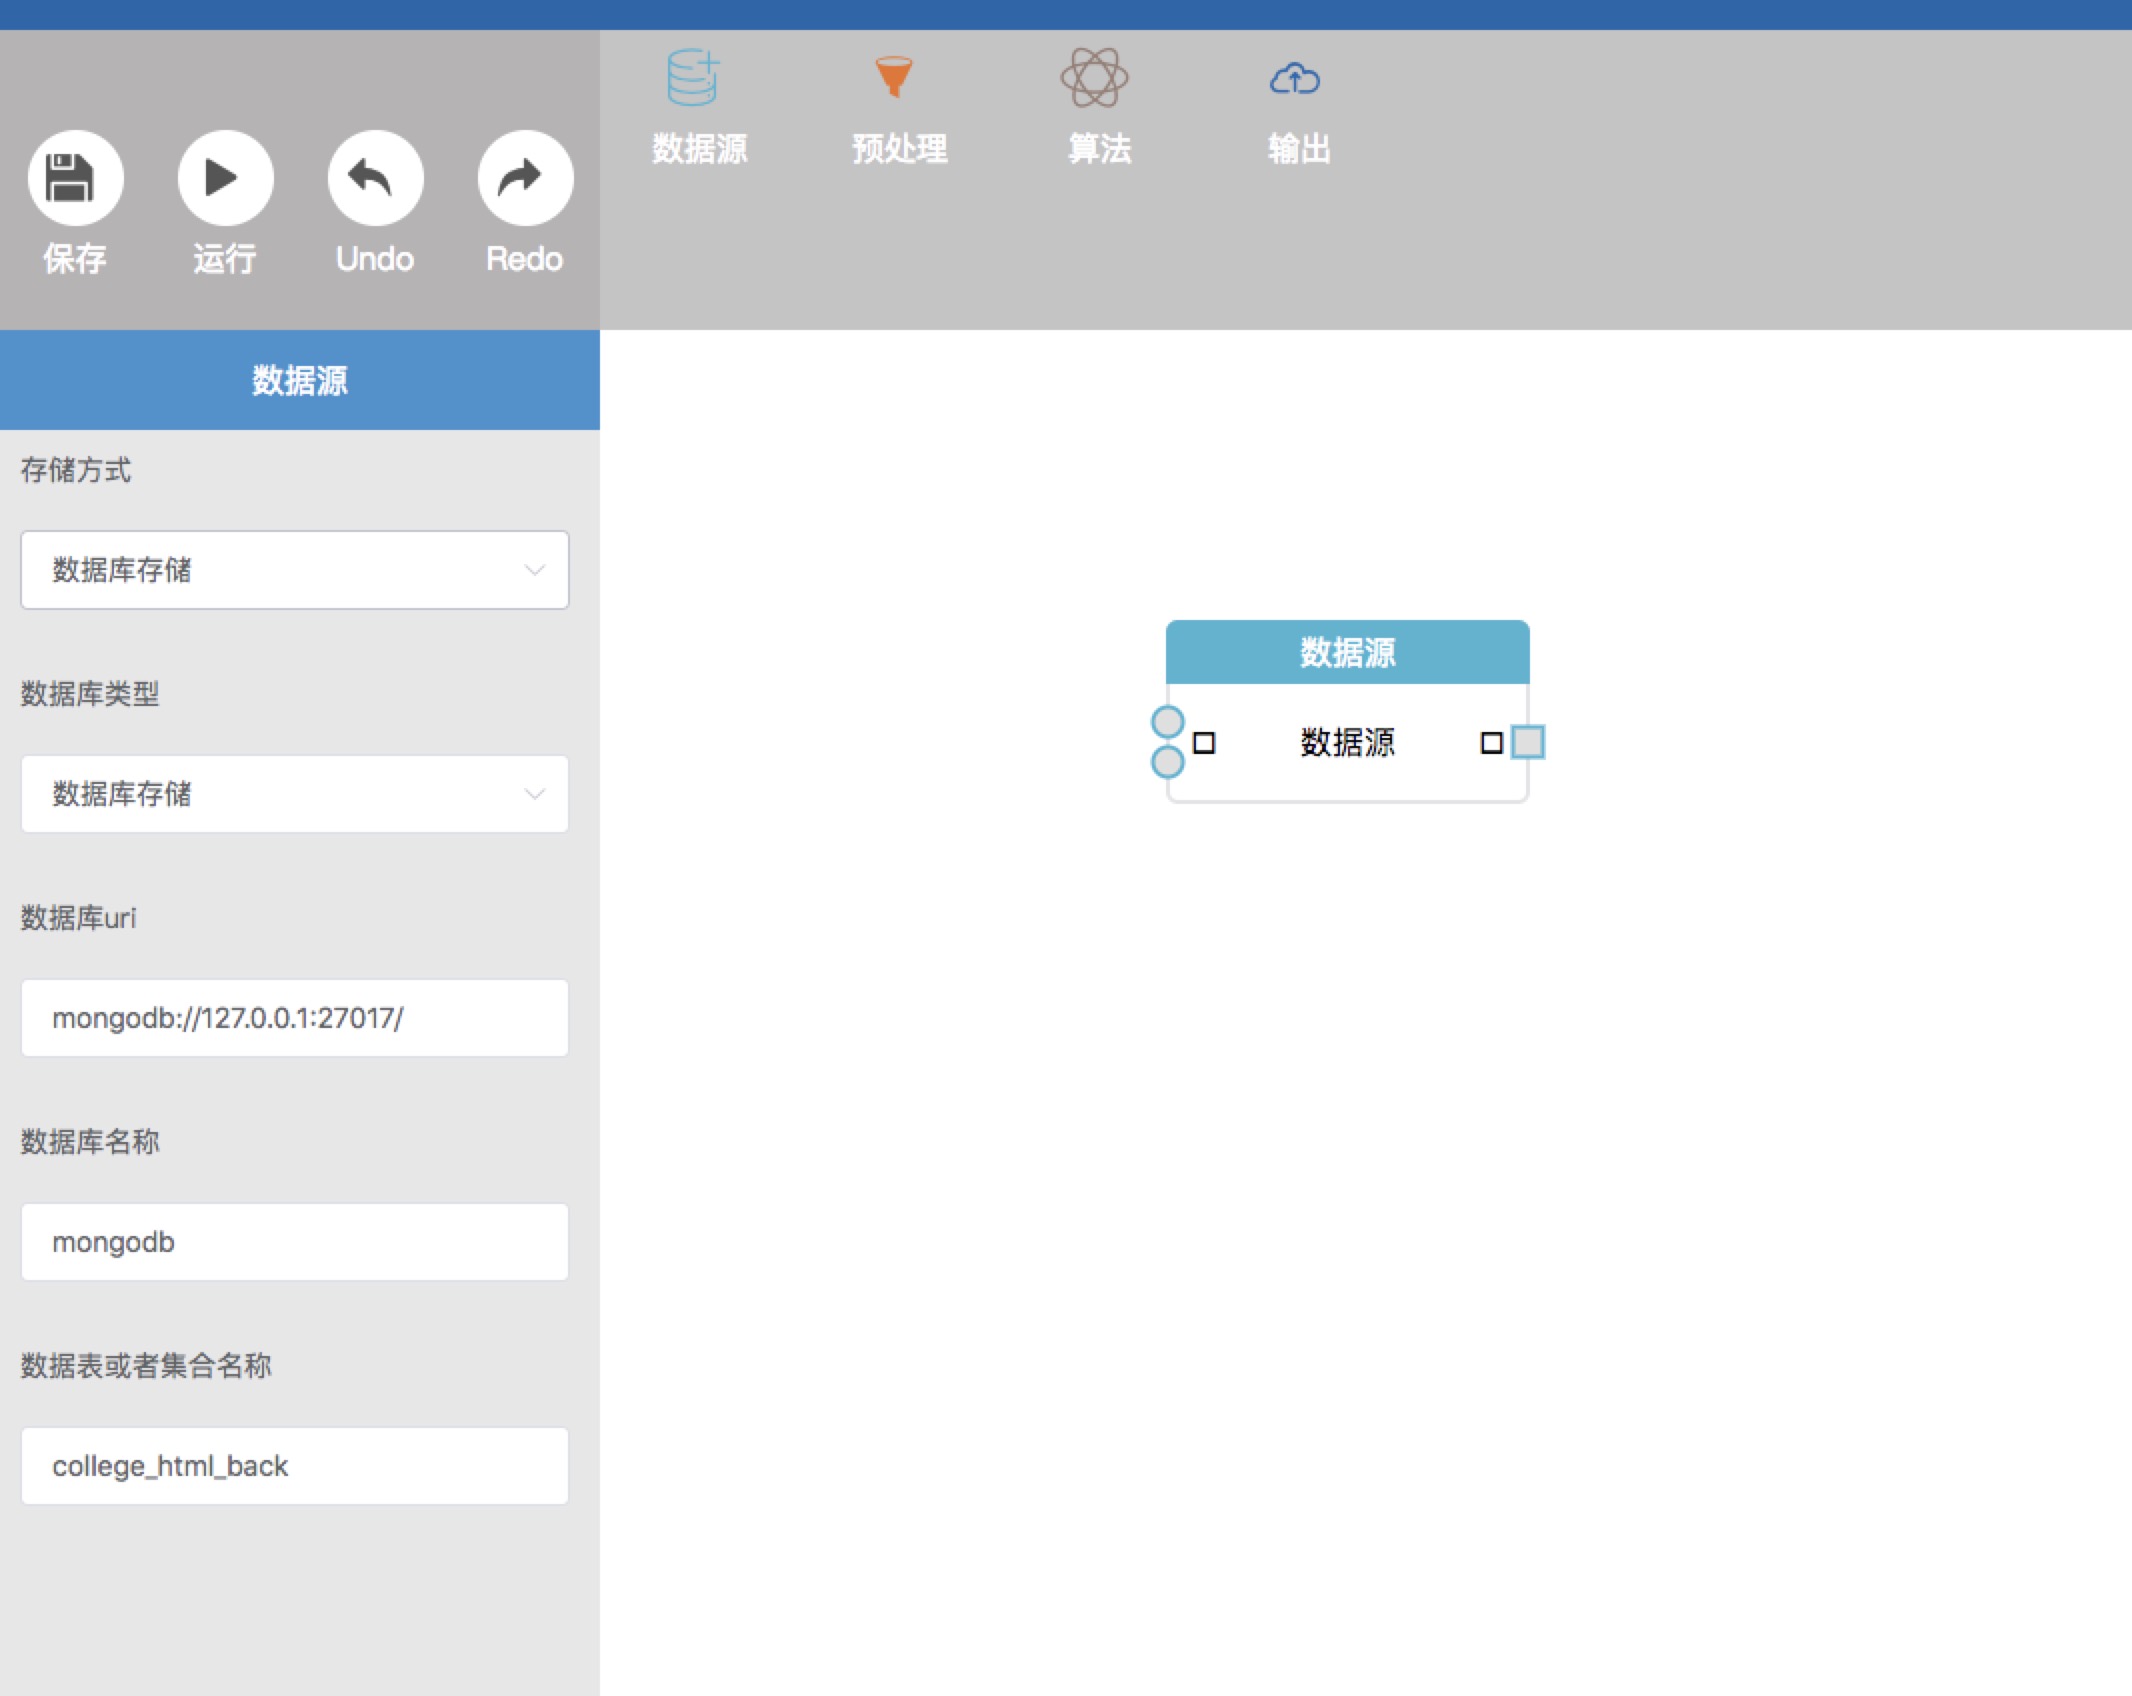 数据源
预处理
算法
输出
保存
运行
Undo
Redo
数据源
存储方式
数据库存储
数据库类型
数据库存储
数据库uri
mongodb://127.0.0.1:27017/
数据库名称
mongodb
数据表或者集合名称
college_html_back
数据源
数据源